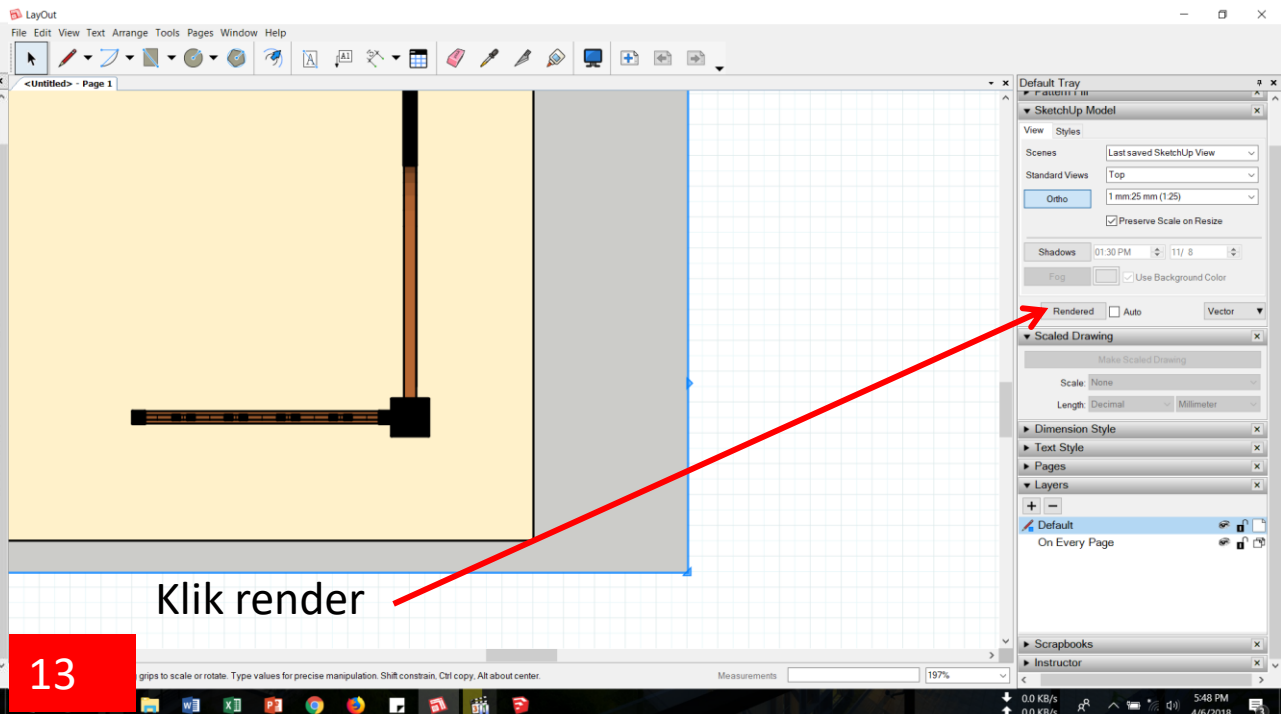 LayOut
File Edit View Text Arrange Tools Pages Window Help
<Untitled> - Page 1
Default Tray
Pattern Fill
SketchUp Model
View Styles
Scenes Last saved SketchUp View
Standard Views Top
Ortho 1 mm:25 mm (1:25)
Preserve Scale on Resize
Shadows 01:30 PM 11/ 8
Fog Use Background Color
Rendered Auto Vector
Scaled Drawing
Make Scaled Drawing
Scale: None
Length: Decimal Millimeter
Dimension Style
Text Style
Pages
Layers
Default
On Every Page
Klik render
Scrapbooks
Instructor
13
grips to scale or rotate. Type values for precise manipulation. Shift constrain, Ctrl copy, Alt about center.
Measurements 197%
0.0 KB/s
0.0 KB/s
5:48 PM
4/6/2018